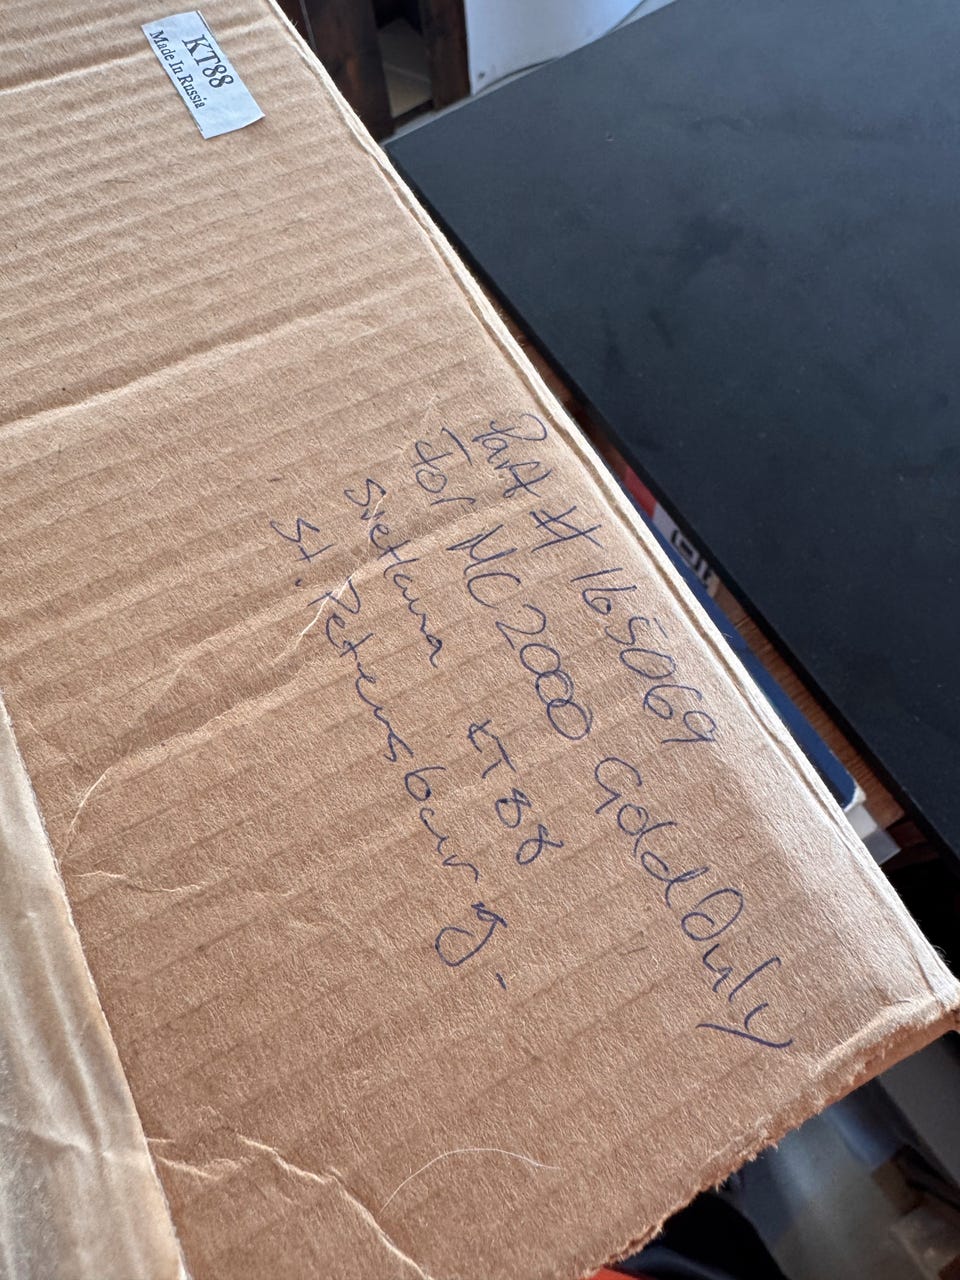 KT88
Made In Russia
Part # 165069
for MC2000 Gold Only
Svetlana KT88
St. Petersburg.